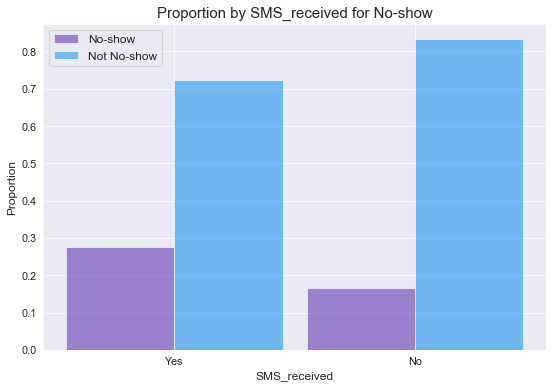 Proportion by SMS_received for No-show
No-show
Not No-show
0.8
0.7
0.6
0.5
0.4
0.3
0.2
0.1
0.0
Proportion
Yes
No
SMS_received